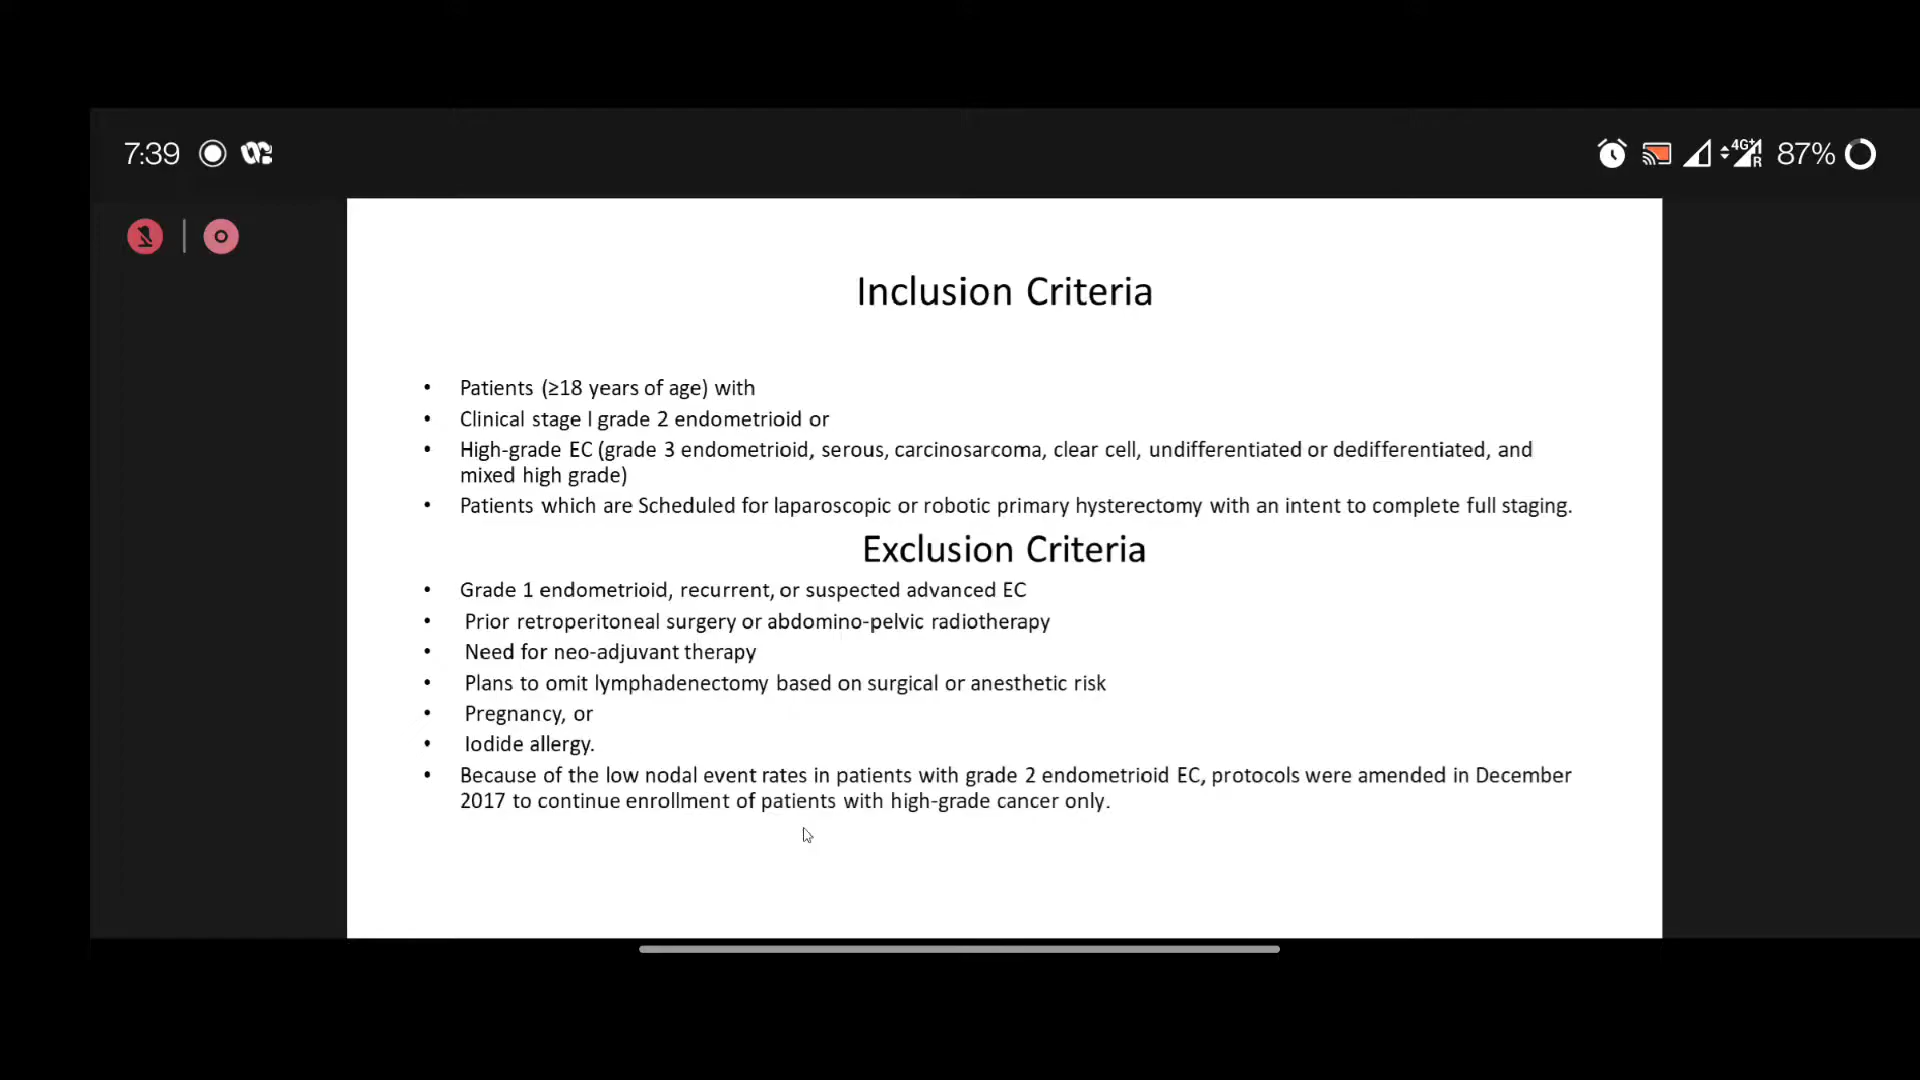 7:39
4G+
R
87%
Inclusion Criteria
• Patients (≥18 years of age) with
• Clinical stage I grade 2 endometrioid or
• High-grade EC (grade 3 endometrioid, serous, carcinosarcoma, clear cell, undifferentiated or dedifferentiated, and
mixed high grade)
• Patients which are Scheduled for laparoscopic or robotic primary hysterectomy with an intent to complete full staging.
Exclusion Criteria
• Grade 1 endometrioid, recurrent, or suspected advanced EC
• Prior retroperitoneal surgery or abdomino-pelvic radiotherapy
• Need for neo-adjuvant therapy
• Plans to omit lymphadenectomy based on surgical or anesthetic risk
• Pregnancy, or
• Iodide allergy.
• Because of the low nodal event rates in patients with grade 2 endometrioid EC, protocols were amended in December
2017 to continue enrollment of patients with high-grade cancer only.